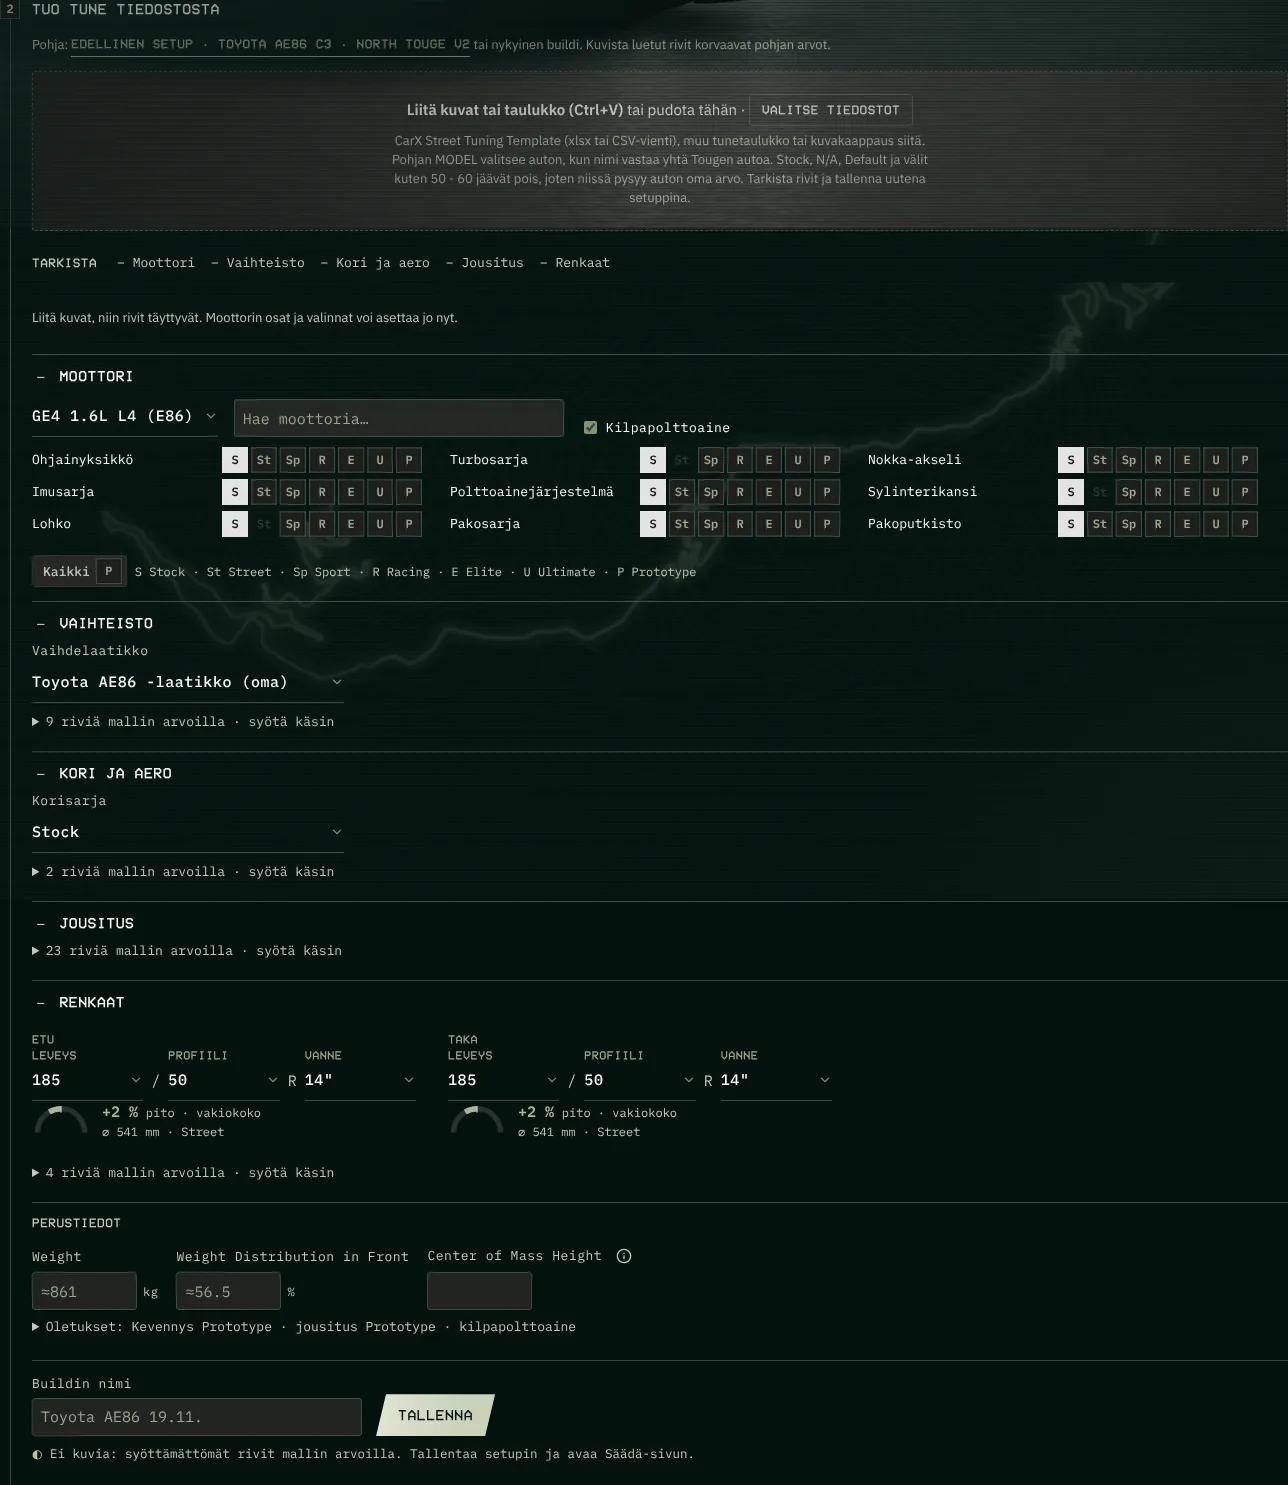 2 TUO TUNE TIEDOSTOSTA
Pohja: EDELLINEN SETUP · TOYOTA AE86 C3 · NORTH TOUGE V2 tai nykyinen buildi. Kuvista luetut rivit korvaavat pohjan arvot.
Liitä kuvat tai taulukko (Ctrl+V) tai pudota tähän · VALITSE TIEDOSTOT
CarX Street Tuning Template (xlsx tai CSV-vienti), muu tunetaulukko tai kuvakaappaus siitä.
Pohjan MODEL valitsee auton, kun nimi vastaa yhtä Tougen autoa. Stock, N/A, Default ja välit
kuten 50 - 60 jäävät pois, joten niissä pysyy auton oma arvo. Tarkista rivit ja tallenna uutena
setuppina.
TARKISTA – Moottori – Vaihteisto – Kori ja aero – Jousitus – Renkaat
Liitä kuvat, niin rivit täyttyvät. Moottorin osat ja valinnat voi asettaa jo nyt.
– MOOTTORI
GE4 1.6L L4 (E86) Hae moottoria… Kilpapolttoaine
Ohjainyksikkö S St Sp R E U P Turbosarja S St Sp R E U P Nokka-akseli S St Sp R E U P
Imusarja S St Sp R E U P Polttoainejärjestelmä S St Sp R E U P Sylinterikansi S St Sp R E U P
Lohko S St Sp R E U P Pakosarja S St Sp R E U P Pakoputkisto S St Sp R E U P
Kaikki P S Stock · St Street · Sp Sport · R Racing · E Elite · U Ultimate · P Prototype
– VAIHTEISTO
Vaihdelaatikko
Toyota AE86 -laatikko (oma)
▶ 9 riviä mallin arvoilla · syötä käsin
– KORI JA AERO
Korisarja
Stock
▶ 2 riviä mallin arvoilla · syötä käsin
– JOUSITUS
▶ 23 riviä mallin arvoilla · syötä käsin
– RENKAAT
ETU TAKA
LEVEYS PROFIILI VANNE LEVEYS PROFIILI VANNE
185 / 50 R 14" 185 / 50 R 14"
+2 % pito · vakiokoko +2 % pito · vakiokoko
⌀ 541 mm · Street ⌀ 541 mm · Street
▶ 4 riviä mallin arvoilla · syötä käsin
PERUSTIEDOT
Weight Weight Distribution in Front Center of Mass Height
≈861 kg ≈56.5 %
▶ Oletukset: Kevennys Prototype · jousitus Prototype · kilpapolttoaine
Buildin nimi
Toyota AE86 19.11. TALLENNA
◐ Ei kuvia: syöttämättömät rivit mallin arvoilla. Tallentaa setupin ja avaa Säädä-sivun.